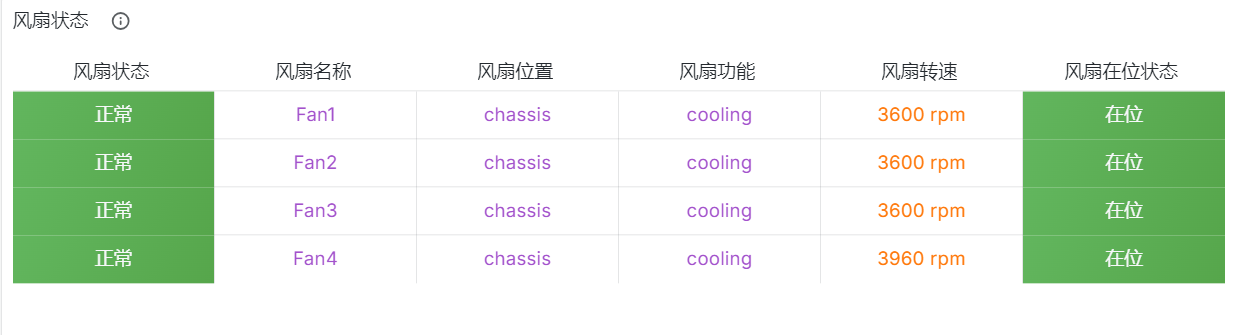 风扇状态
风扇状态 风扇名称 风扇位置 风扇功能 风扇转速 风扇在位状态
正常 Fan1 chassis cooling 3600 rpm 在位
正常 Fan2 chassis cooling 3600 rpm 在位
正常 Fan3 chassis cooling 3600 rpm 在位
正常 Fan4 chassis cooling 3960 rpm 在位